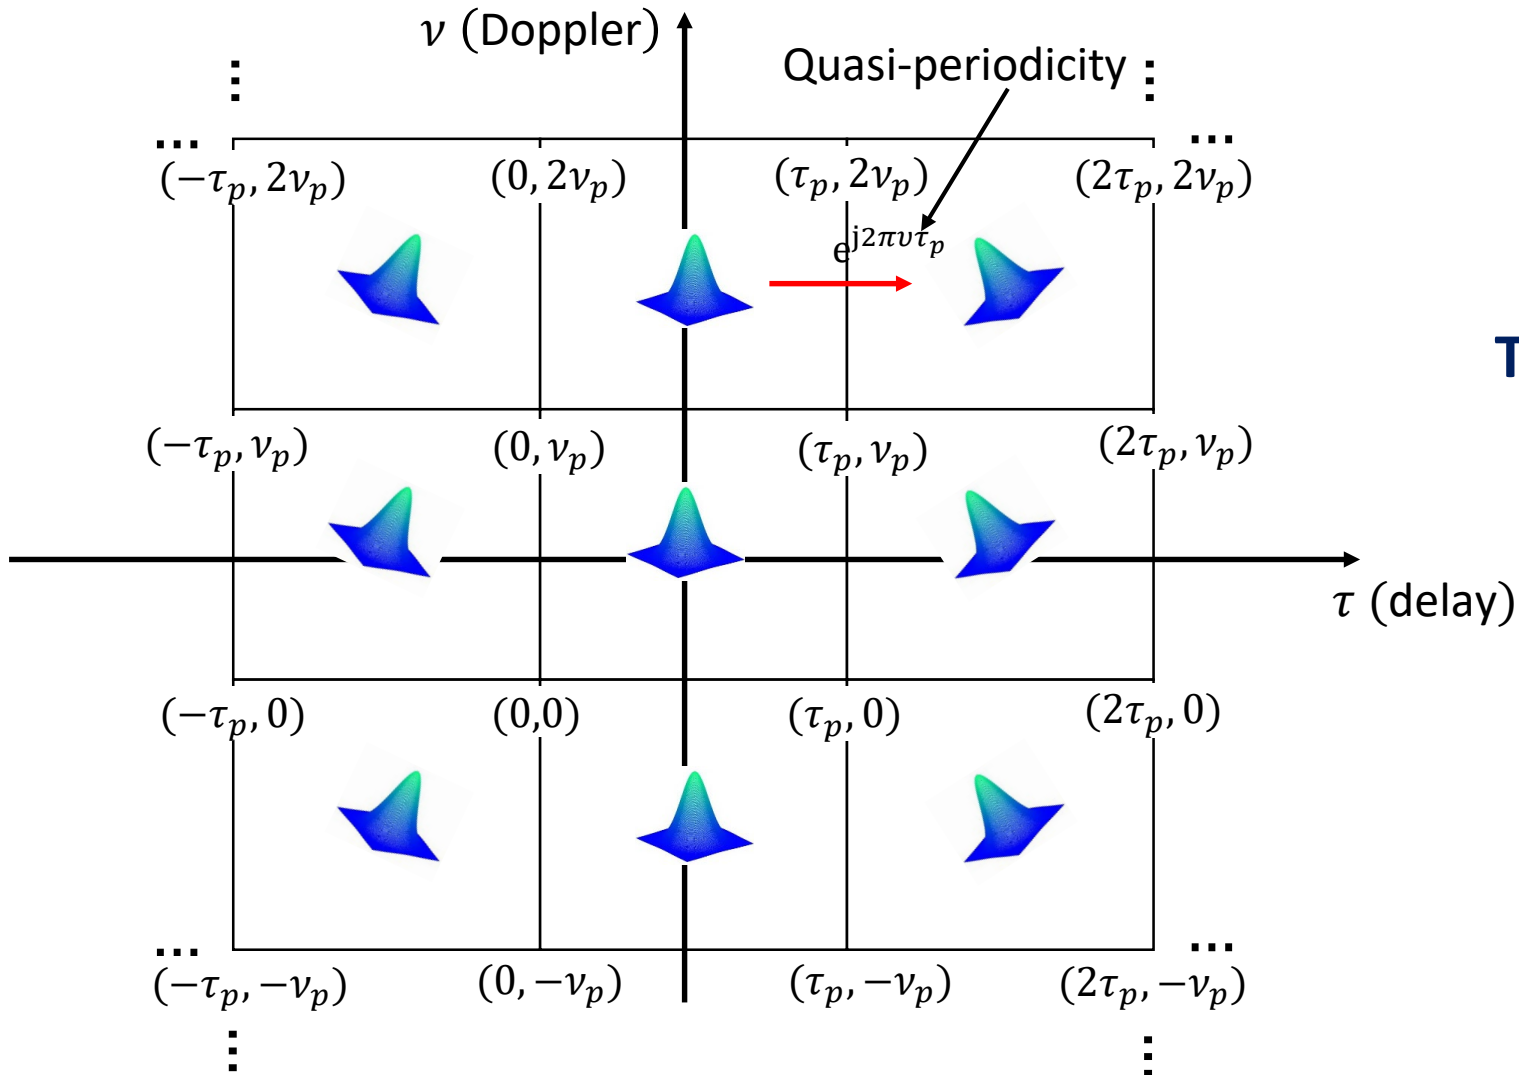 ν (Doppler)
Quasi-periodicity
⋮ ⋮
... ...
(−τₚ, 2νₚ) (0, 2νₚ) (τₚ, 2νₚ) (2τₚ, 2νₚ)
e^{j2πυτₚ}
T
(−τₚ, νₚ) (0, νₚ) (τₚ, νₚ) (2τₚ, νₚ)
τ (delay)
(−τₚ, 0) (0,0) (τₚ, 0) (2τₚ, 0)
... ...
(−τₚ, −νₚ) (0, −νₚ) (τₚ, −νₚ) (2τₚ, −νₚ)
⋮ ⋮